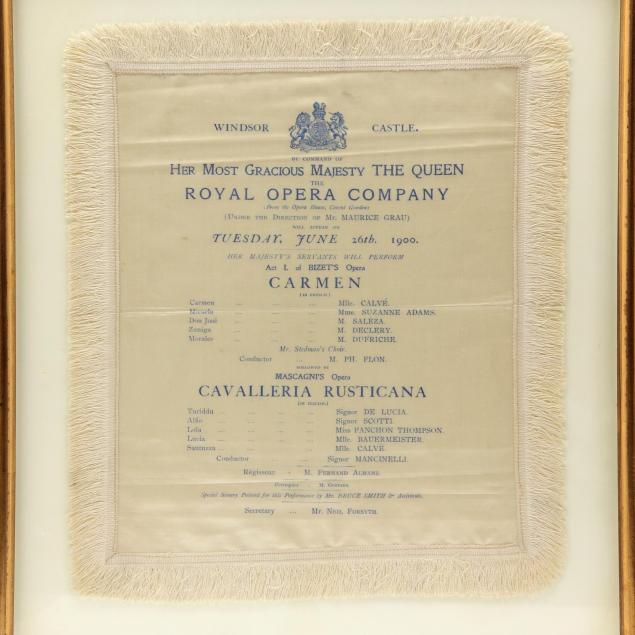 WINDSOR CASTLE.
BY COMMAND OF
HER MOST GRACIOUS MAJESTY THE QUEEN
THE
ROYAL OPERA COMPANY
(From the Opera House, Covent Garden)
(UNDER THE DIRECTION OF MR. MAURICE GRAU)
WILL APPEAR ON
TUESDAY, JUNE 26th, 1900.
HER MAJESTY'S SERVANTS WILL PERFORM
Act I. of BIZET'S Opera
CARMEN
(IN FRENCH.)
Carmen ... ... ... Mlle. CALVÉ.
Micaela ... ... ... Mme. SUZANNE ADAMS.
Don José ... ... ... M. SALÉZA.
Zuniga ... ... ... M. DECLERY.
Morales ... ... ... M. DUFRICHE.
Mr. Stedman's Choir.
Conductor ... M. PH. FLON.
FOLLOWED BY
MASCAGNI'S Opera
CAVALLERIA RUSTICANA
(IN ITALIAN.)
Turiddu ... ... ... Signor DE LUCIA.
Alfio ... ... ... Signor SCOTTI.
Lola ... ... ... Miss FANCHON THOMPSON.
Lucia ... ... ... Mlle. BAUERMEISTER.
Santuzza ... ... ... Mlle. CALVÉ.
Conductor ... Signor MANCINELLI.
Régisseur - M. FERNAND ALMANZ.
M.
Special Scenery Painted for this Performance by Mr. BRUCE SMITH & Assistants.
Secretary ... MR. NEIL FORSYTH.